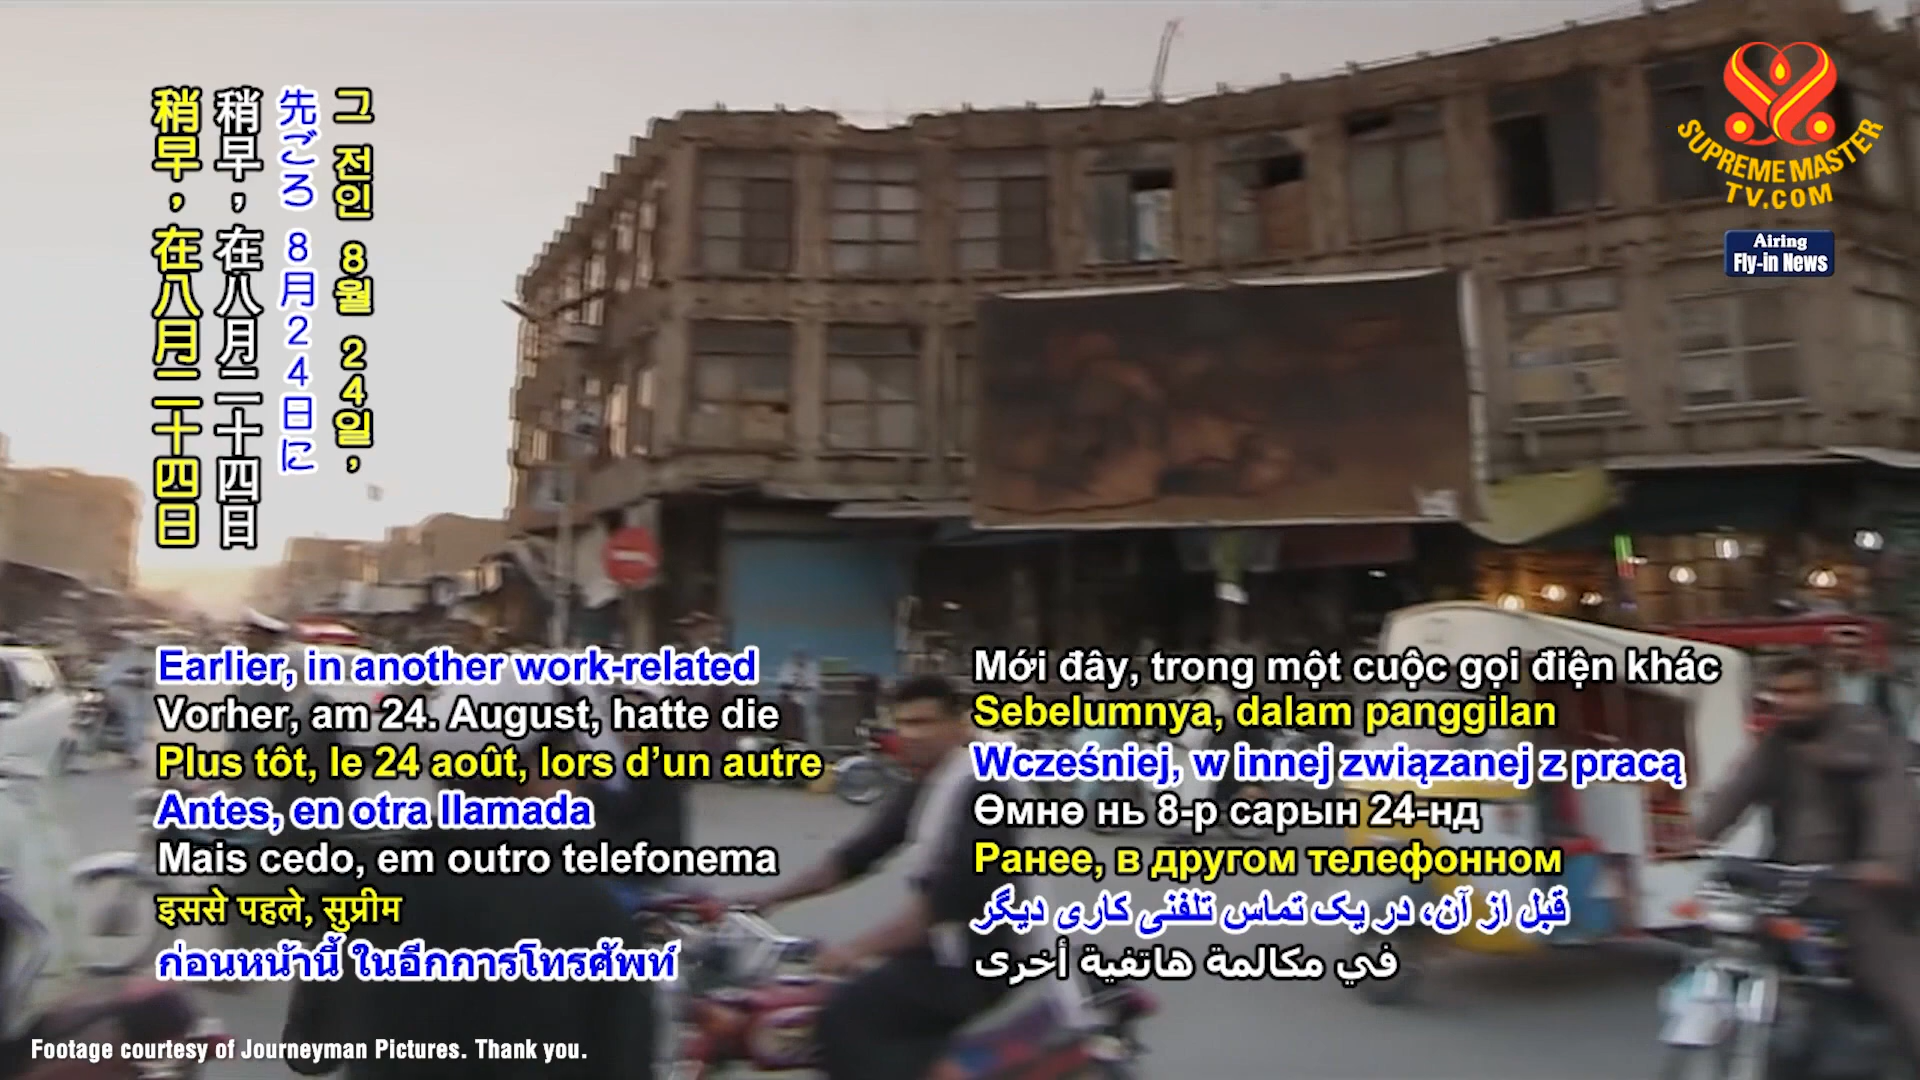 그 전인 8월 24일,
先ごろ 8月24日に
稍早，在八月二十四日
稍早，在八月二十四日
SUPREME MASTER
TV.COM
Airing
Fly-in News
Earlier, in another work-related
Vorher, am 24. August, hatte die
Plus tôt, le 24 août, lors d’un autre
Antes, en otra llamada
Mais cedo, em outro telefonema
इससे पहले, सुप्रीम
ก่อนหน้านี้ ในอีกการโทรศัพท์
Mới đây, trong một cuộc gọi điện khác
Sebelumnya, dalam panggilan
Wcześniej, w innej związanej z pracą
Өмнө нь 8-р сарын 24-нд
Ранее, в другом телефонном
قبل از آن، در یک تماس تلفنی کاری دیگر
في مكالمة هاتفية أخرى
Footage courtesy of Journeyman Pictures. Thank you.